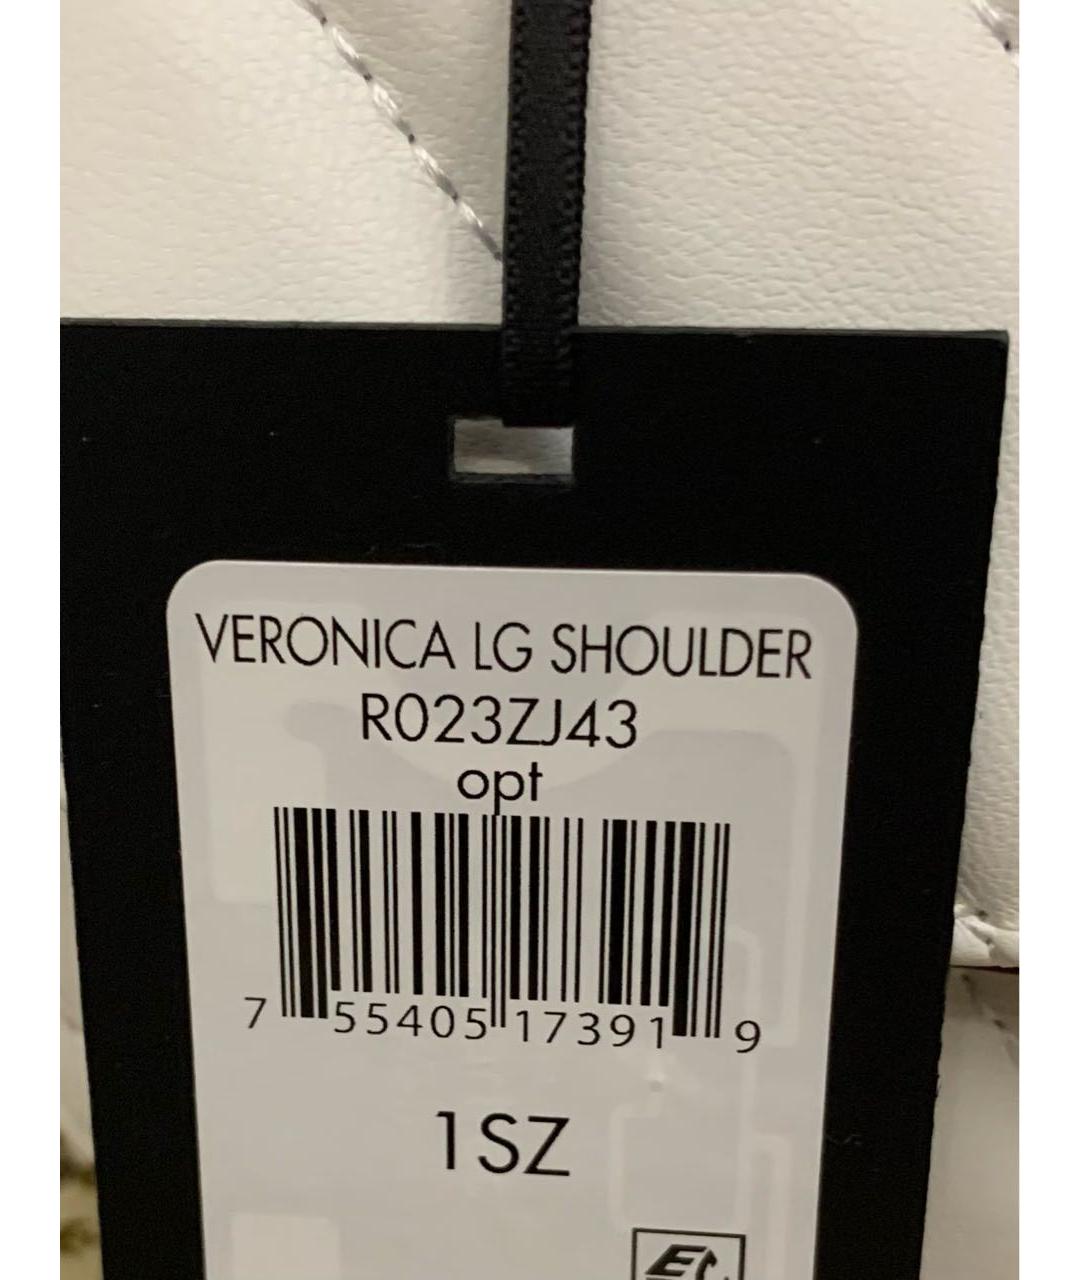 VERONICA LG SHOULDER
R023ZJ43
opt
7 55405 17391 9
1SZ